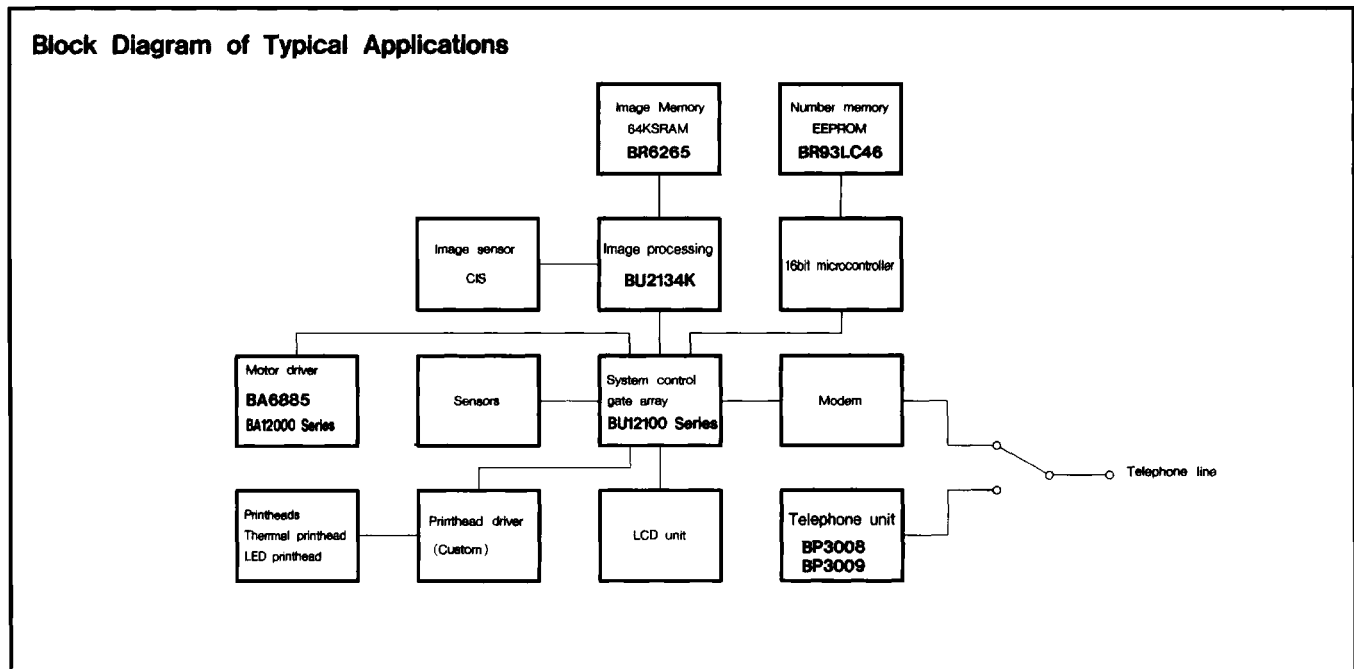 Block Diagram of Typical Applications
Image Memory
64KSRAM
BR6265
Number memory
EEPROM
BR93LC46
Image sensor
CIS
Image processing
BU2134K
16bit microcontroller
Motor driver
BA6885
BA12000 Series
Sensors
System control
gate array
BU12100 Series
Modem
Telephone line
Printheads
Thermal printhead
LED printhead
Printhead driver
(Custom)
LCD unit
Telephone unit
BP3008
BP3009